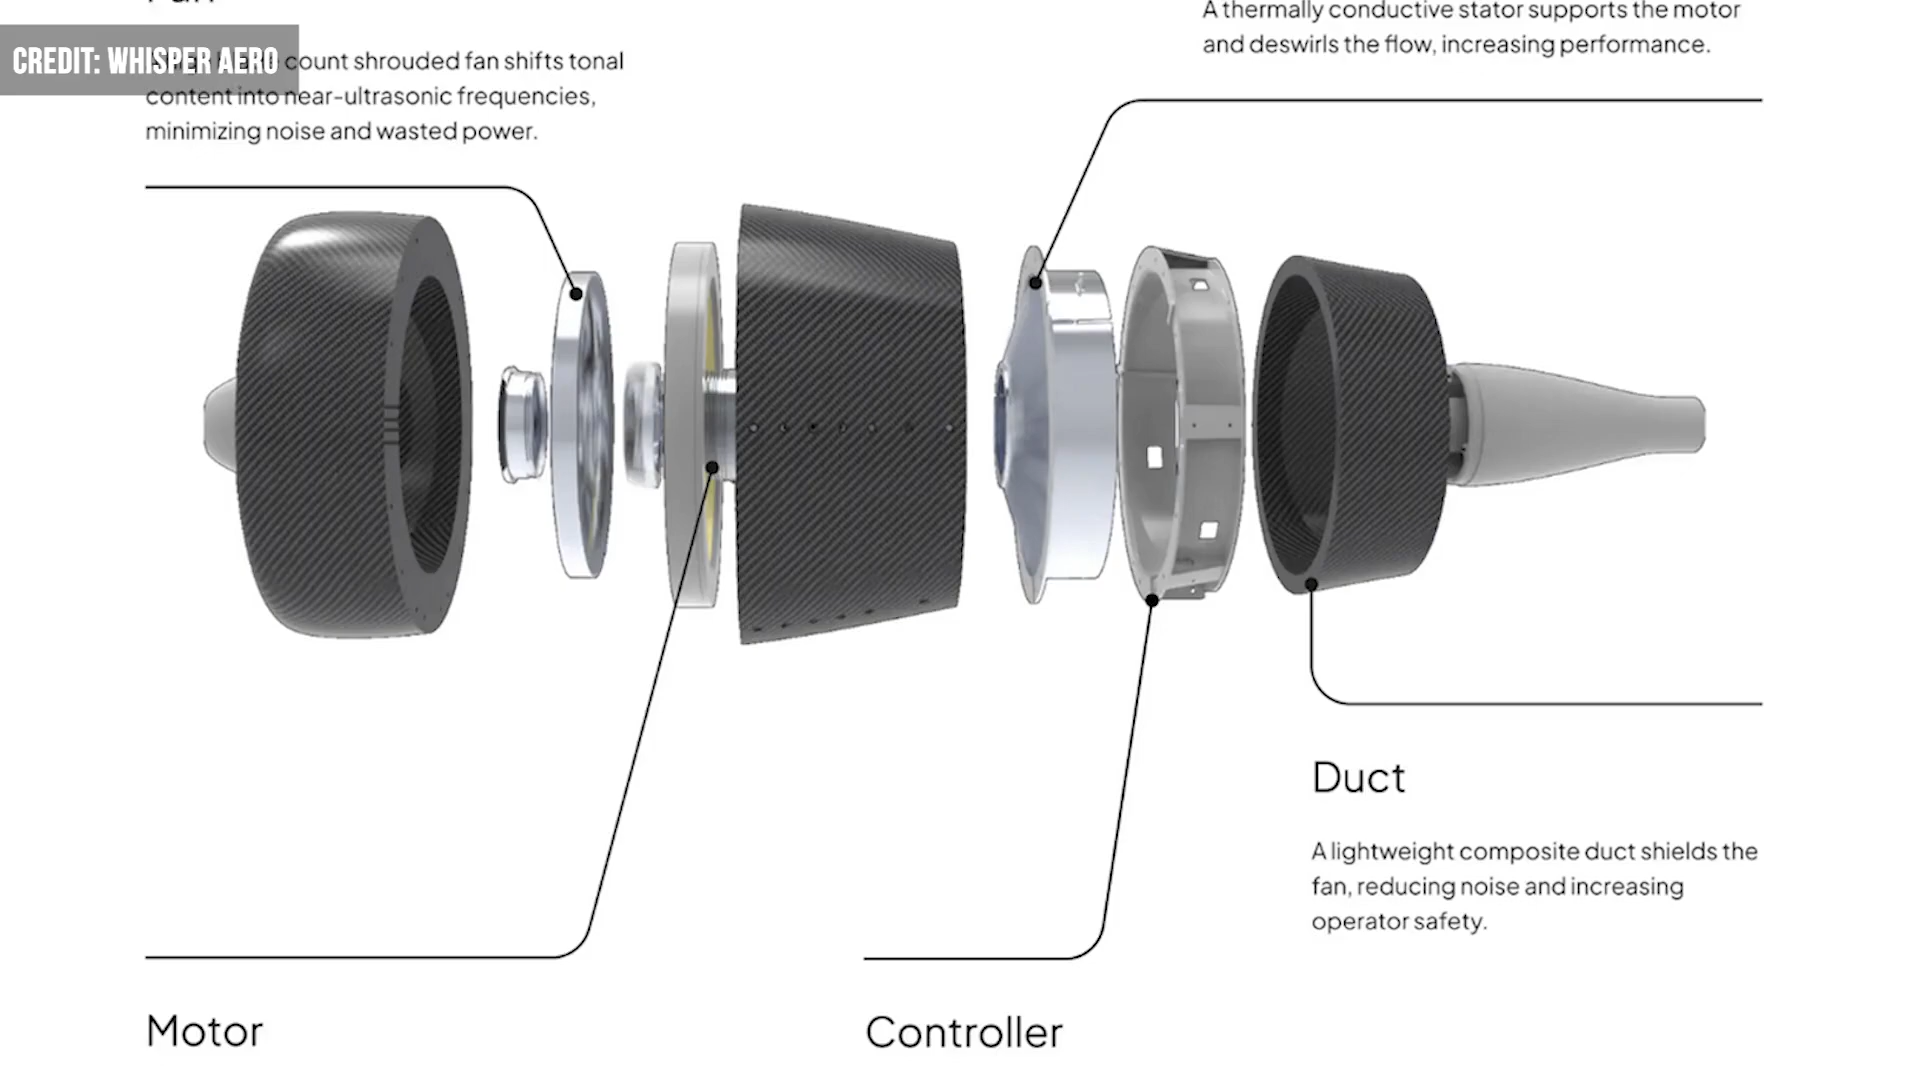 Fan
A thermally conductive stator supports the motor
and deswirls the flow, increasing performance.
CREDIT: WHISPER AERO
count shrouded fan shifts tonal
content into near-ultrasonic frequencies,
minimizing noise and wasted power.
Duct
A lightweight composite duct shields the
fan, reducing noise and increasing
operator safety.
Motor
Controller